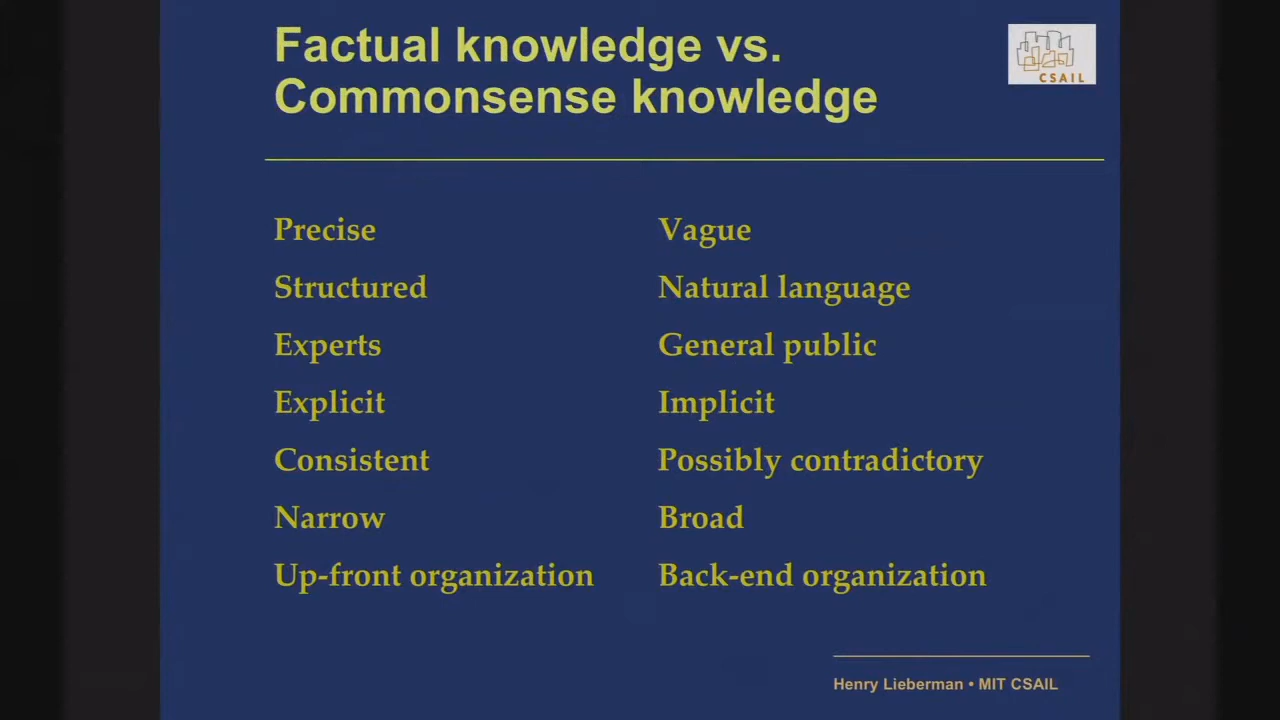 Factual knowledge vs.
Commonsense knowledge
CSAIL
Precise
Vague
Structured
Natural language
Experts
General public
Explicit
Implicit
Consistent
Possibly contradictory
Narrow
Broad
Up-front organization
Back-end organization
Henry Lieberman • MIT CSAIL